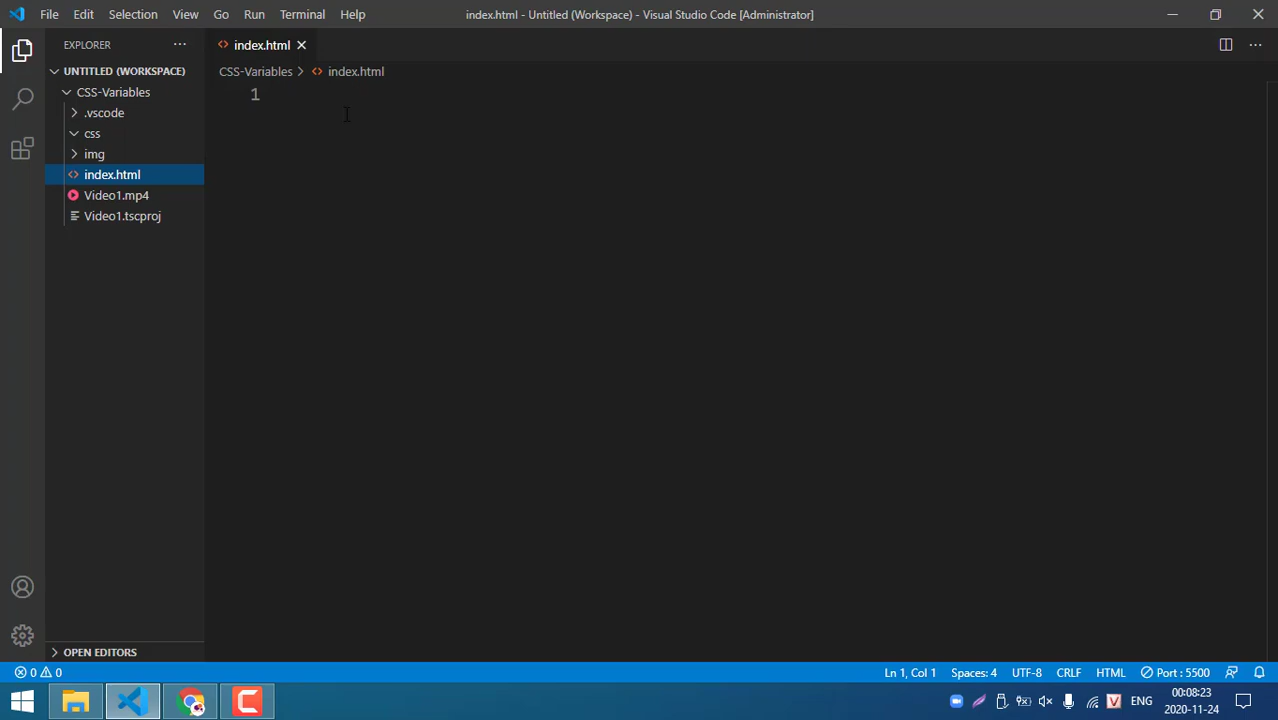 File Edit Selection View Go Run Terminal Help
index.html - Untitled (Workspace) - Visual Studio Code [Administrator]
EXPLORER
index.html
UNTITLED (WORKSPACE)
CSS-Variables
.vscode
css
img
index.html
Video1.mp4
Video1.tscproj
CSS-Variables > index.html
1
OPEN EDITORS
0 0
Ln 1, Col 1 Spaces: 4 UTF-8 CRLF HTML Port : 5500
V ENG
00:08:23
2020-11-24